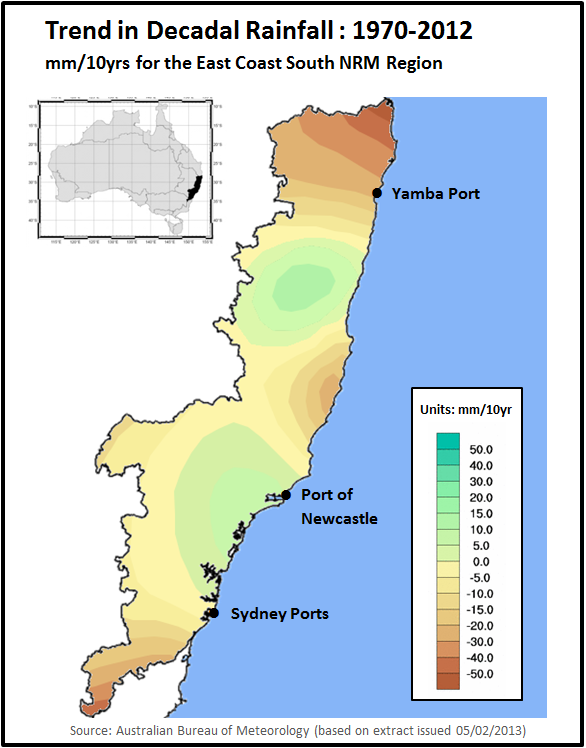 Trend in Decadal Rainfall : 1970-2012
mm/10yrs for the East Coast South NRM Region
Yamba Port
Units: mm/10yr
50.0
40.0
30.0
20.0
15.0
10.0
5.0
0.0
-5.0
-10.0
-15.0
-20.0
-30.0
-40.0
-50.0
Port of
Newcastle
Sydney Ports
Source: Australian Bureau of Meteorology (based on extract issued 05/02/2013)